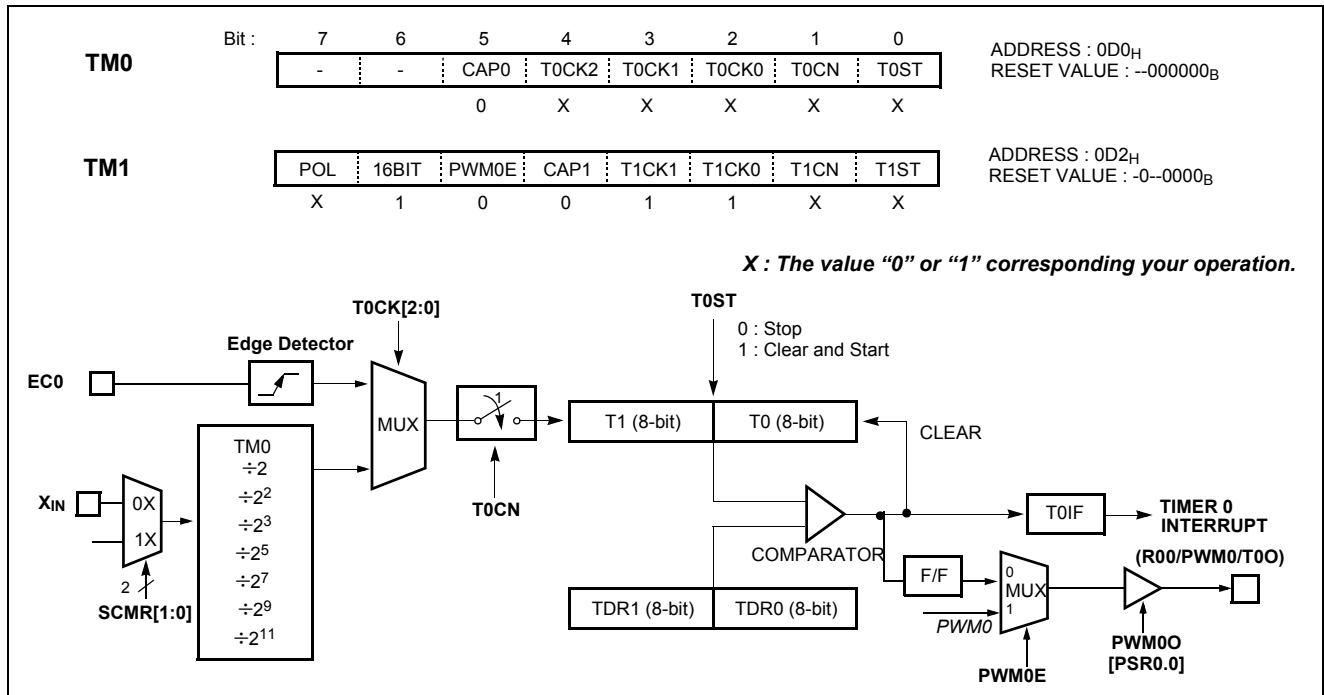 Bit : 7 6 5 4 3 2 1 0
TM0 - - CAP0 T0CK2 T0CK1 T0CK0 T0CN T0ST
ADDRESS : 0D0H
RESET VALUE : --000000B
0 X X X X X
TM1 POL 16BIT PWM0E CAP1 T1CK1 T1CK0 T1CN T1ST
ADDRESS : 0D2H
RESET VALUE : -0--0000B
X 1 0 0 1 1 X X
X : The value “0” or “1” corresponding your operation.
T0CK[2:0]
T0ST
0 : Stop
1 : Clear and Start
Edge Detector
EC0
MUX
1
T1 (8-bit) T0 (8-bit)
CLEAR
T0CN
XIN
0X
1X
2
SCMR[1:0]
TM0
÷2
÷2²
÷2³
÷2⁵
÷2⁷
÷2⁹
÷2¹¹
COMPARATOR
T0IF
TIMER 0
INTERRUPT
(R00/PWM0/T0O)
F/F
0
MUX
1
PWM0
TDR1 (8-bit) TDR0 (8-bit)
PWM0E
PWM0O
[PSR0.0]